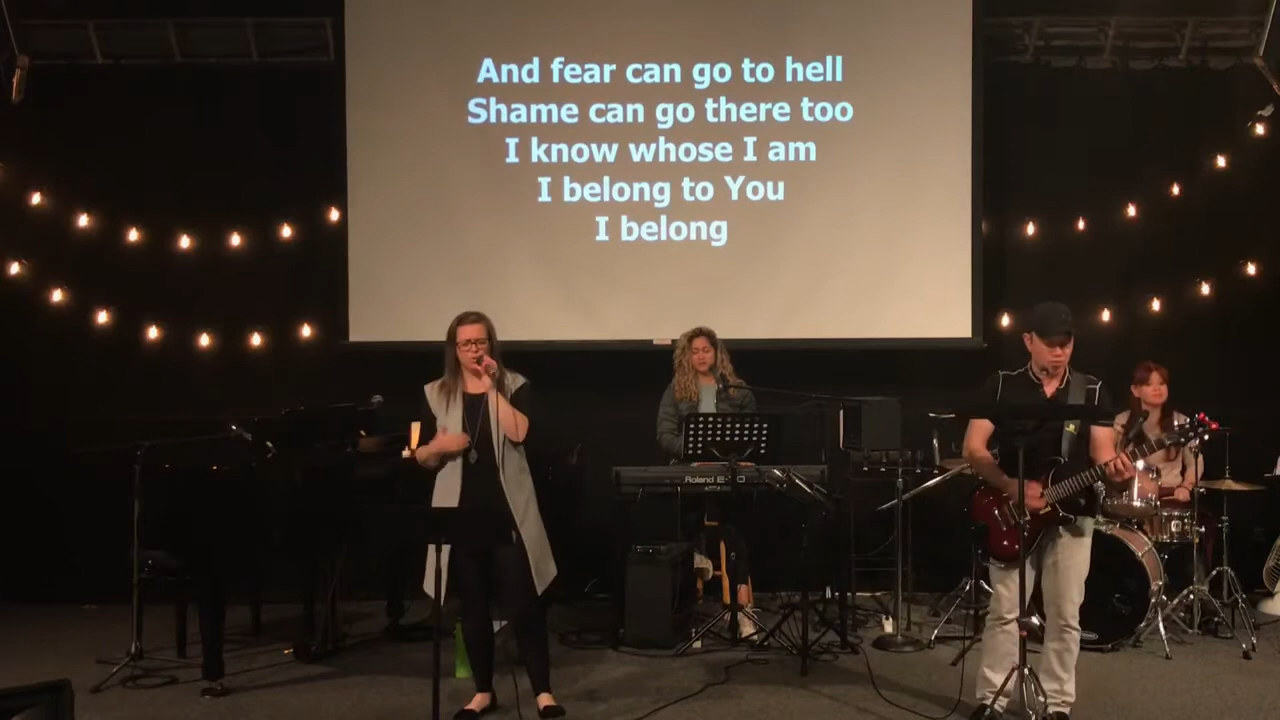 And fear can go to hell
Shame can go there too
I know whose I am
I belong to You
I belong
Roland